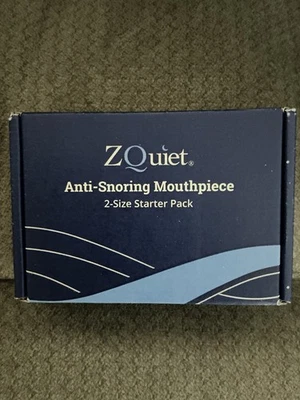 ZQuiet®
Anti-Snoring Mouthpiece
2-Size Starter Pack